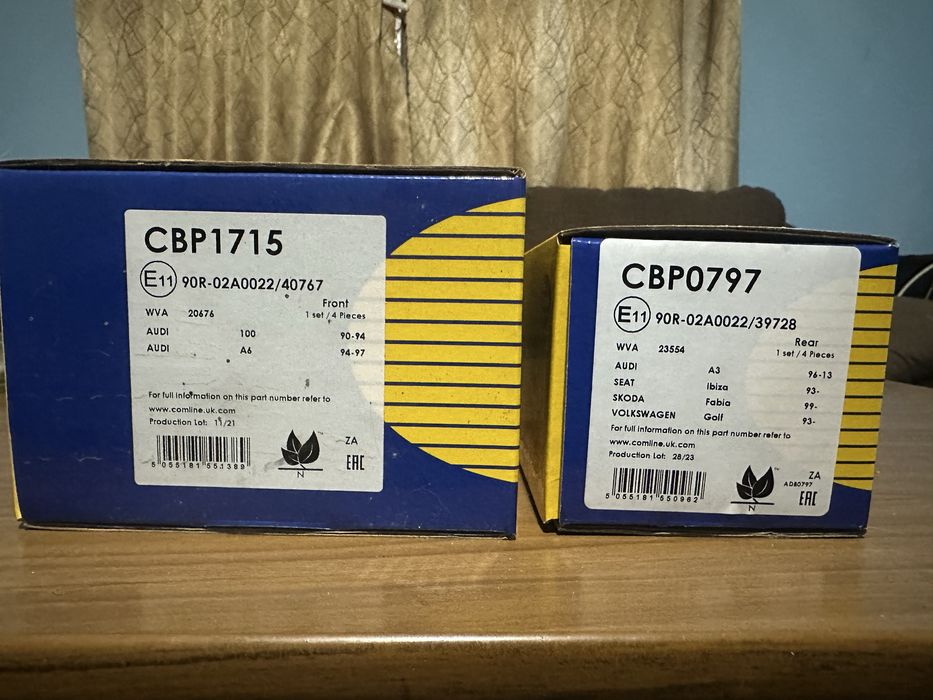 CBP1715
E11 90R-02A0022/40767
Front
WVA 20676 1 set / 4 Pieces
AUDI 100 90-94
AUDI A6 94-97
For full information on this part number refer to
www.comline.uk.com
Production Lot: 11/21
ZA
5 055181 551389
N
EAC
CBP0797
E11 90R-02A0022/39728
Rear
WVA 23554 1 set / 4 Pieces
AUDI A3 96-13
SEAT Ibiza 93-
SKODA Fabia 99-
VOLKSWAGEN Golf 93-
For full information on this part number refer to
www.comline.uk.com
Production Lot: 28/23
ZA
ADB0797
5 055181 550962
N
EAC